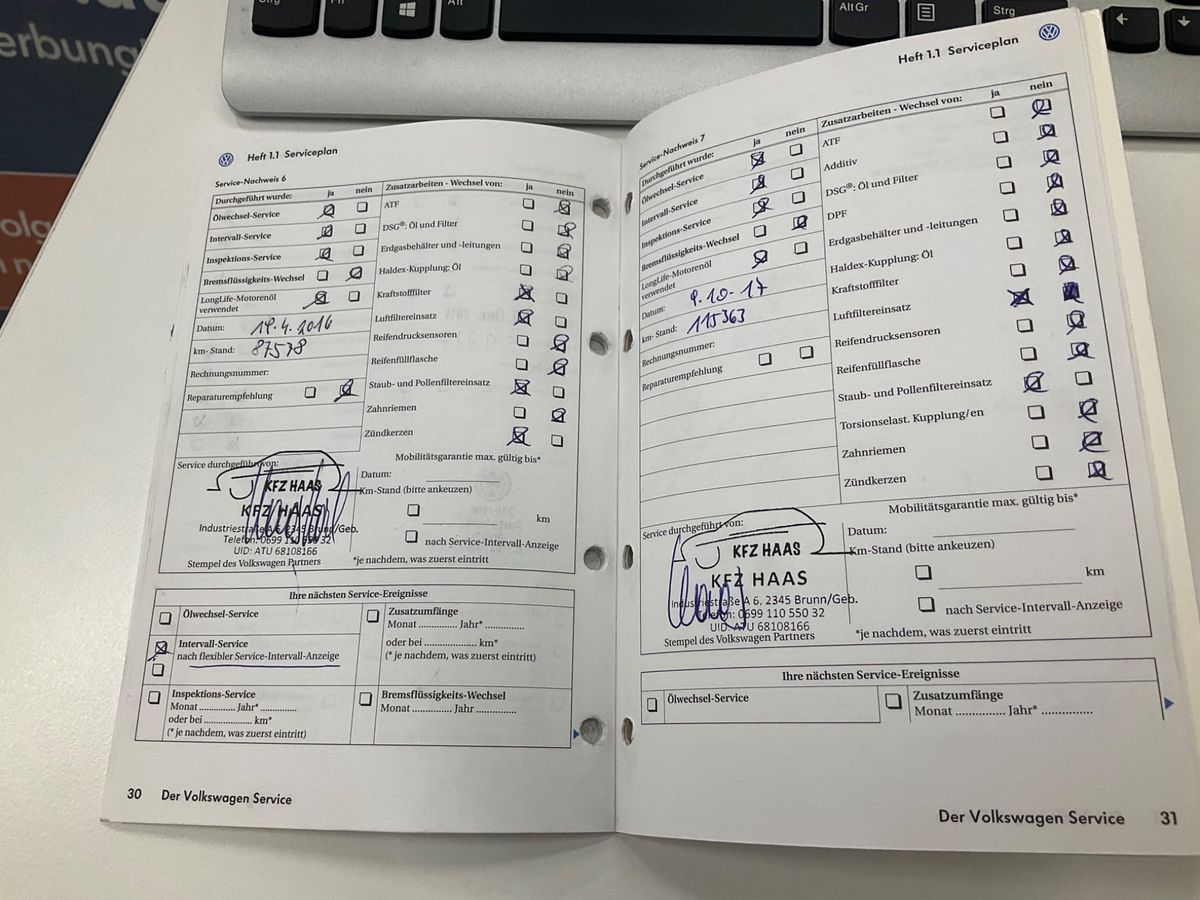 Strg
Alt
Alt Gr
Strg
erbung
Heft 1.1 Serviceplan
Service-Nachweis 6
Durchgeführt wurde: ja nein
Ölwechsel-Service
Intervall-Service
Inspektions-Service
Bremsflüssigkeits-Wechsel
LongLife-Motorenöl
verwendet
Datum: 19.4.2016
km- Stand: 87578
Rechnungsnummer:
Reparaturempfehlung
Zusatzarbeiten - Wechsel von: ja nein
ATF
DSG®: Öl und Filter
Erdgasbehälter und -leitungen
Haldex-Kupplung: Öl
Kraftstofffilter
Luftfiltereinsatz
Reifendrucksensoren
Reifenfüllflasche
Staub- und Pollenfiltereinsatz
Zahnriemen
Zündkerzen
Service durchgeführt von:
KFZ HAAS
KFZ HAAS
Industriestraße A 6, 2345 Brunn/Geb.
Telefon: 0699 110 550 32
UID: ATU 68108166
Stempel des Volkswagen Partners
Mobilitätsgarantie max. gültig bis*
Datum:
Km-Stand (bitte ankeuzen)
km
nach Service-Intervall-Anzeige
*je nachdem, was zuerst eintritt
Ihre nächsten Service-Ereignisse
Ölwechsel-Service
Intervall-Service
nach flexibler Service-Intervall-Anzeige
Inspektions-Service
Monat .............. Jahr* ..............
oder bei .................. km*
(* je nachdem, was zuerst eintritt)
Zusatzumfänge
Monat .............. Jahr* ..............
oder bei .................... km*
(* je nachdem, was zuerst eintritt)
Bremsflüssigkeits-Wechsel
Monat .............. Jahr ..............
30 Der Volkswagen Service
Heft 1.1 Serviceplan
Service-Nachweis 7
Durchgeführt wurde: ja nein
Ölwechsel-Service
Intervall-Service
Inspektions-Service
Bremsflüssigkeits-Wechsel
LongLife-Motorenöl
verwendet
Datum: 9.10-17
km- Stand: 115363
Rechnungsnummer:
Reparaturempfehlung
Zusatzarbeiten - Wechsel von: ja nein
ATF
Additiv
DSG®: Öl und Filter
DPF
Erdgasbehälter und -leitungen
Haldex-Kupplung: Öl
Kraftstofffilter
Luftfiltereinsatz
Reifendrucksensoren
Reifenfüllflasche
Staub- und Pollenfiltereinsatz
Torsionselast. Kupplung/en
Zahnriemen
Zündkerzen
Service durchgeführt von:
KFZ HAAS
KFZ HAAS
Industriestraße A 6, 2345 Brunn/Geb.
Telefon: 0699 110 550 32
UID: ATU 68108166
Stempel des Volkswagen Partners
Mobilitätsgarantie max. gültig bis*
Datum:
Km-Stand (bitte ankeuzen)
km
nach Service-Intervall-Anzeige
*je nachdem, was zuerst eintritt
Ihre nächsten Service-Ereignisse
Ölwechsel-Service
Zusatzumfänge
Monat .............. Jahr* ..............
Der Volkswagen Service 31